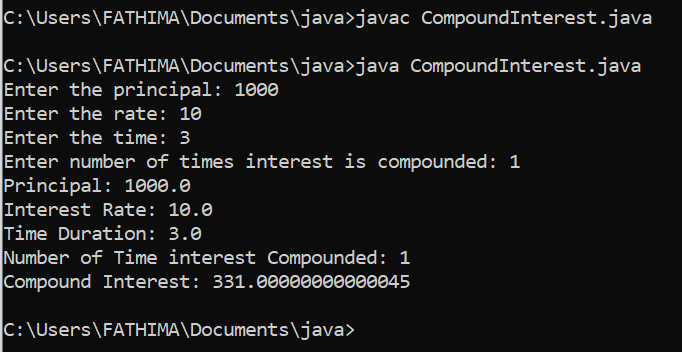 C:\Users\FATHIMA\Documents\java>javac CompoundInterest.java
C:\Users\FATHIMA\Documents\java>java CompoundInterest.java
Enter the principal: 1000
Enter the rate: 10
Enter the time: 3
Enter number of times interest is compounded: 1
Principal: 1000.0
Interest Rate: 10.0
Time Duration: 3.0
Number of Time interest Compounded: 1
Compound Interest: 331.00000000000045
C:\Users\FATHIMA\Documents\java>